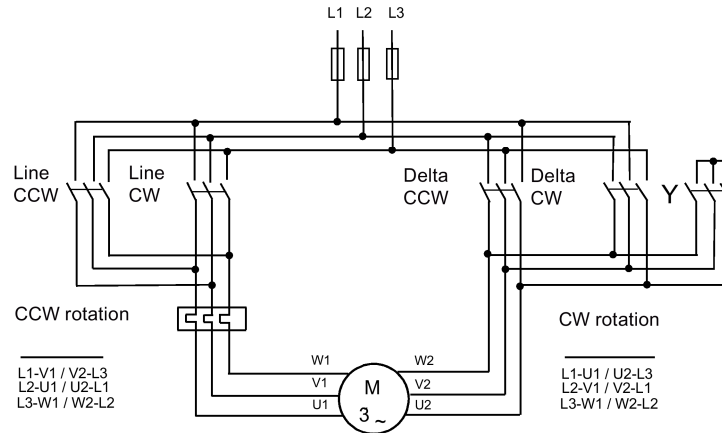 L1 L2 L3
Line
CCW
Line
CW
Delta
CCW
Delta
CW
Y
CCW rotation
CW rotation
L1-V1 / V2-L3
L2-U1 / U2-L1
L3-W1 / W2-L2
W1
V1
U1
M
3 ~
W2
V2
U2
L1-U1 / U2-L3
L2-V1 / V2-L1
L3-W1 / W2-L2